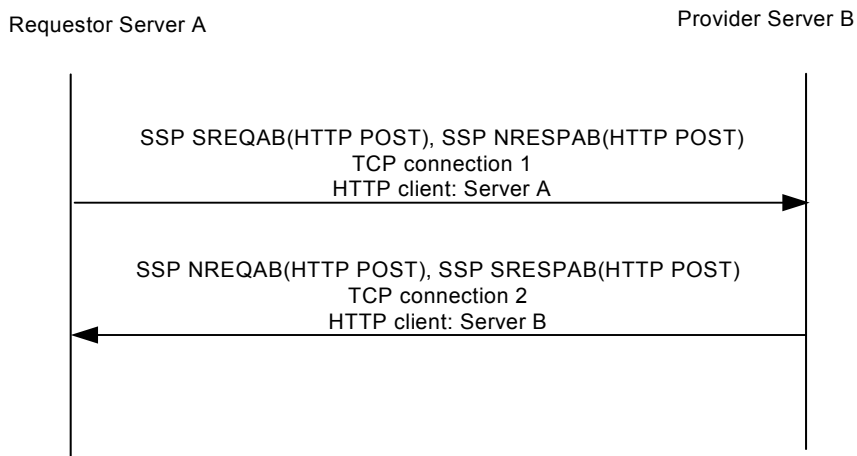 Requestor Server A
Provider Server B
SSP SREQAB(HTTP POST), SSP NRESPAB(HTTP POST)
TCP connection 1
HTTP client: Server A
SSP NREQAB(HTTP POST), SSP SRESPAB(HTTP POST)
TCP connection 2
HTTP client: Server B